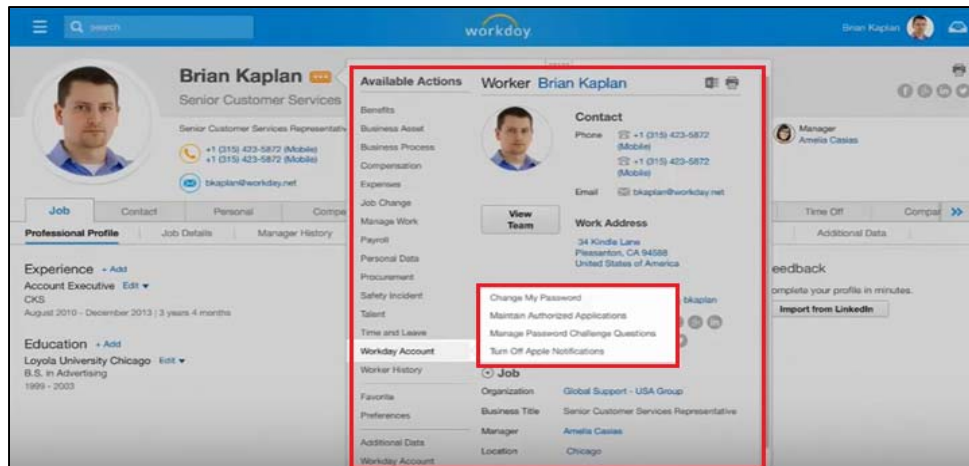 search
workday
Brian Kaplan
Brian Kaplan
Senior Customer Services
Senior Customer Services Representativ
+1 (315) 423-5872 (Mobile)
+1 (315) 423-5872 (Mobile)
bkaplan@workday.net
Job
Contact
Personal
Compe
Professional Profile
Job Details
Manager History
Experience + Add
Account Executive Edit
CKS
August 2010 - December 2013 | 3 years 4 months
Education + Add
Loyola University Chicago Edit
B.S. in Advertising
1999 - 2003
Available Actions
Benefits
Business Asset
Business Process
Compensation
Expenses
Job Change
Manage Work
Payroll
Personal Data
Procurement
Safety Incident
Talent
Time and Leave
Workday Account
Worker History
Favorite
Preferences
Additional Data
Workday Account
Worker Brian Kaplan
Contact
Phone +1 (315) 423-5872
(Mobile)
+1 (315) 423-5872
(Mobile)
Email bkaplan@workday.net
View
Team
Work Address
34 Kindle Lane
Pleasanton, CA 94588
United States of America
bkaplan
Change My Password
Maintain Authorized Applications
Manage Password Challenge Questions
Turn Off Apple Notifications
Job
Organization Global Support - USA Group
Business Title Senior Customer Services Representative
Manager Amelia Casias
Location Chicago
Manager
Amelia Casias
Time Off
Compar
Additional Data
eedback
omplete your profile in minutes.
Import from LinkedIn